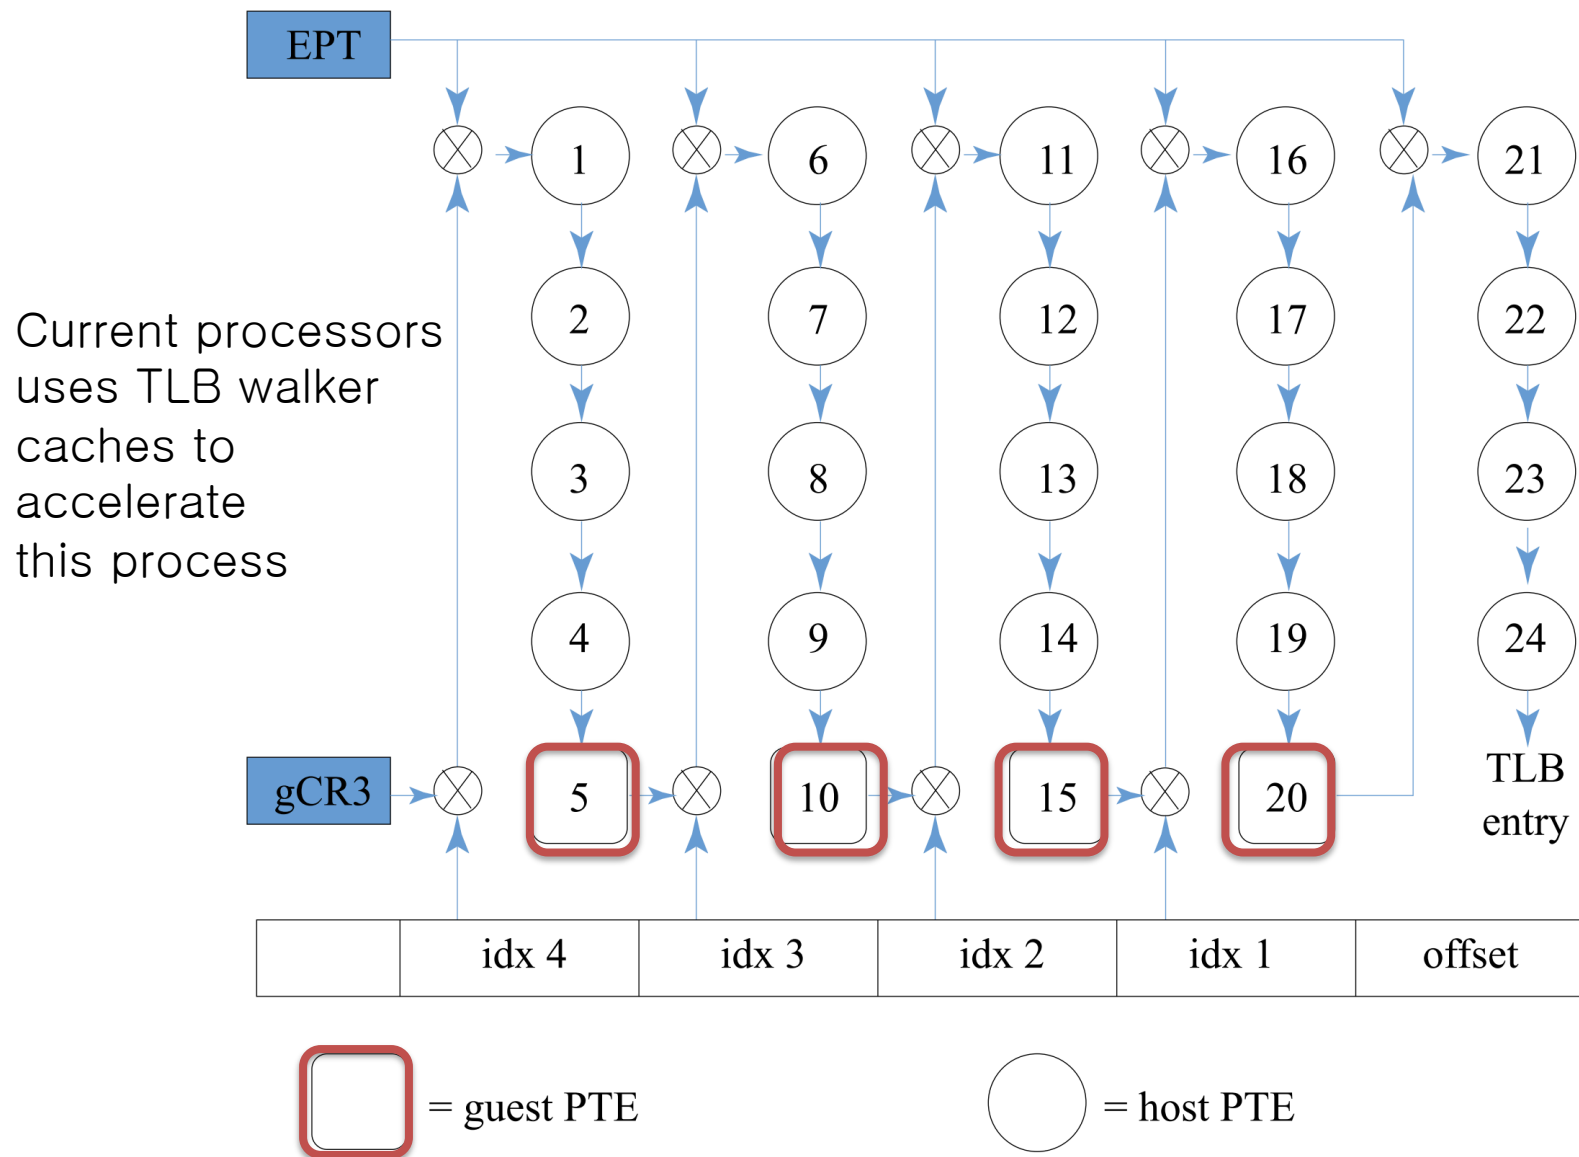 EPT
1 6 11 16 21
2 7 12 17 22
Current processors
uses TLB walker
caches to
accelerate
this process
3 8 13 18 23
4 9 14 19 24
gCR3 5 10 15 20
TLB
entry
idx 4 idx 3 idx 2 idx 1 offset
= guest PTE = host PTE